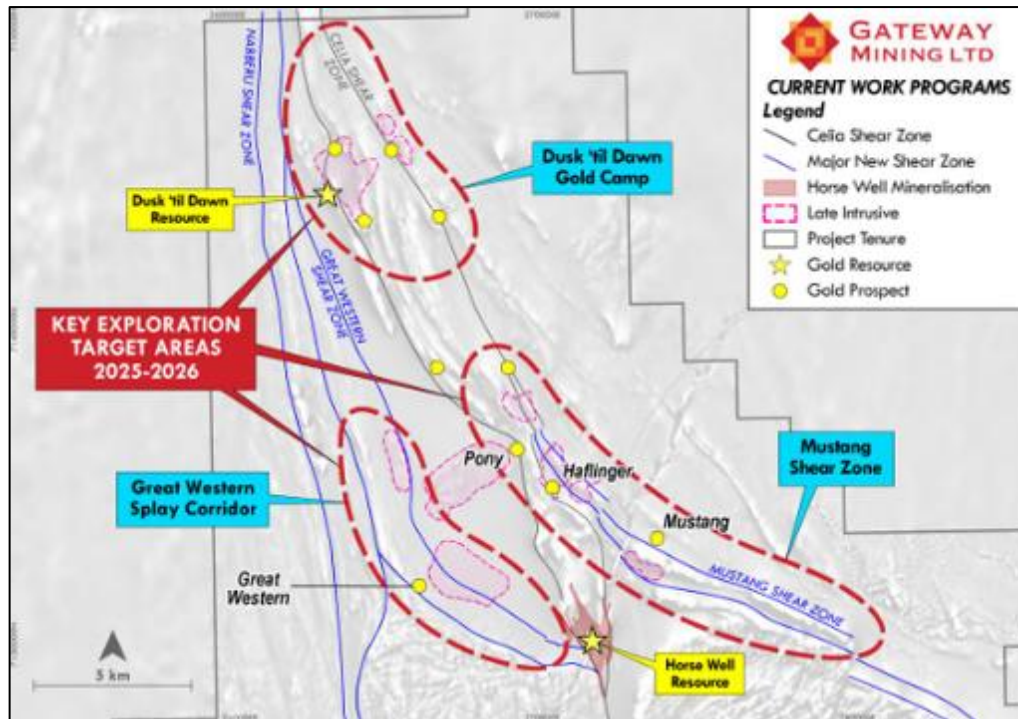 GATEWAY
MINING LTD
CURRENT WORK PROGRAMS
Legend
Celia Shear Zone
Major New Shear Zone
Horse Well Mineralisation
Late Intrusive
Project Tenure
Gold Resource
Gold Prospect
NABBERU SHEAR ZONE
CELIA SHEAR
ZONE
Dusk 'til Dawn
Gold Camp
Dusk 'til Dawn
Resource
GREAT WESTERN
SHEAR ZONE
KEY EXPLORATION
TARGET AREAS
2025-2026
Pony
Haflinger
Mustang
Shear Zone
Great Western
Splay Corridor
Mustang
MUSTANG SHEAR ZONE
Great
Western
Horse Well
Resource
5 km